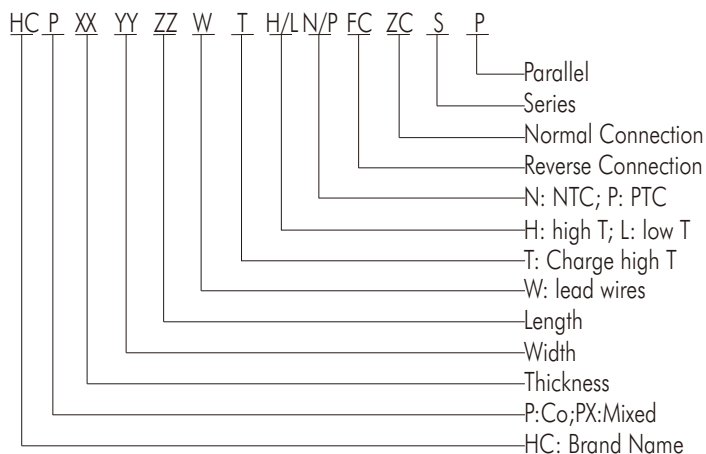 HC P XX YY ZZ W T H/L N/P FC ZC S P
Parallel
Series
Normal Connection
Reverse Connection
N: NTC; P: PTC
H: high T; L: low T
T: Charge high T
W: lead wires
Length
Width
Thickness
P:Co;PX:Mixed
HC: Brand Name